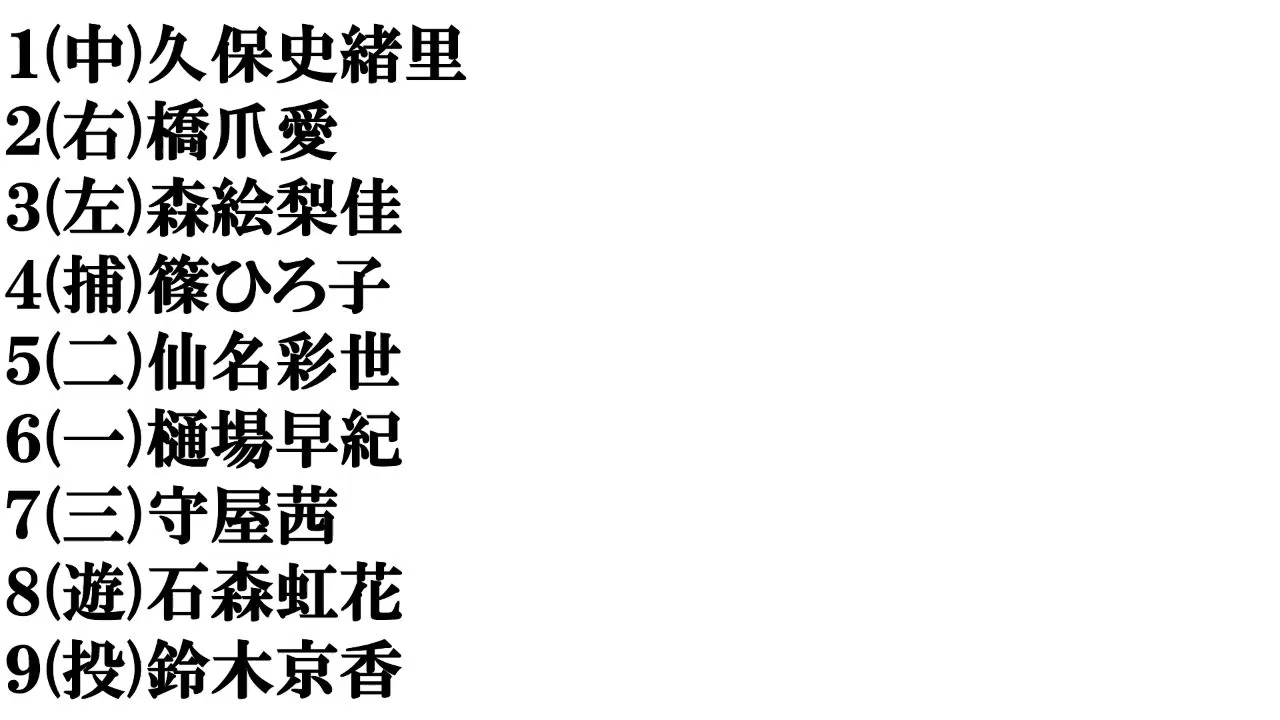 1(中)久保史緒里
2(右)橋爪愛
3(左)森絵梨佳
4(捕)篠ひろ子
5(二)仙名彩世
6(一)樋場早紀
7(三)守屋茜
8(遊)石森虹花
9(投)鈴木京香